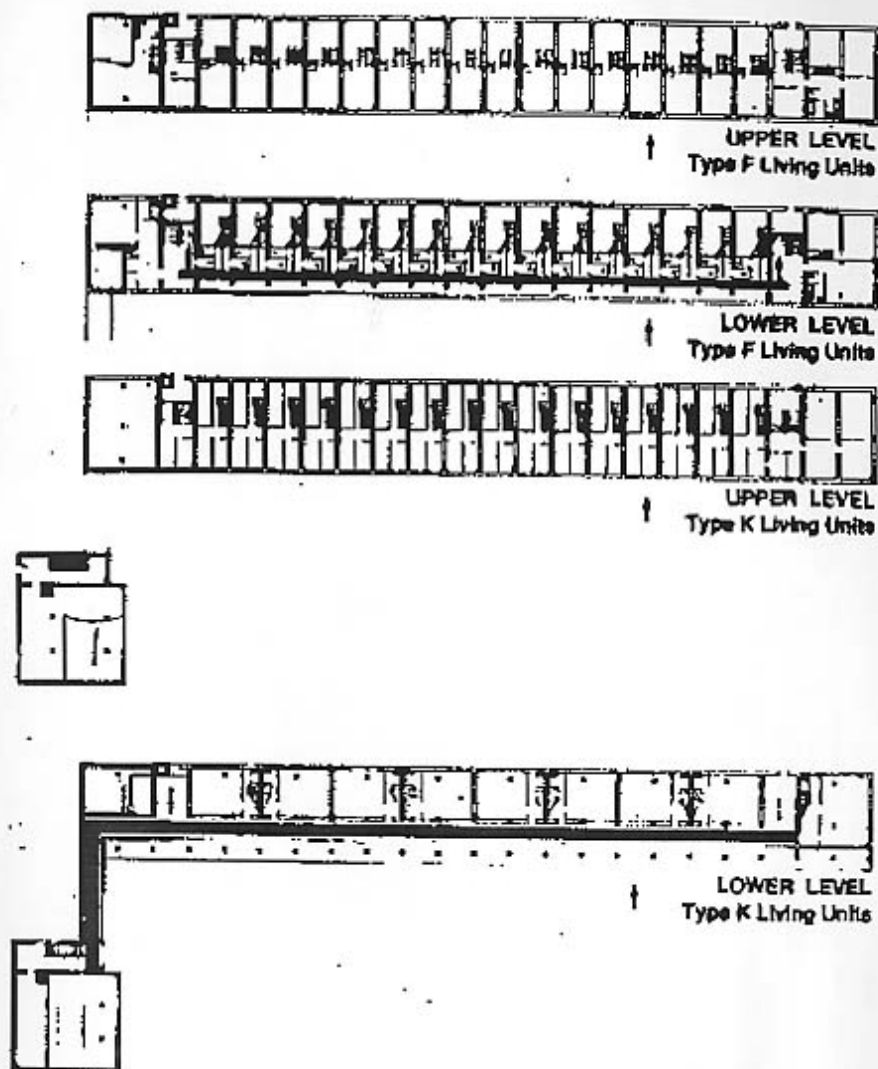 UPPER LEVEL
Type F Living Units
LOWER LEVEL
Type F Living Units
UPPER LEVEL
Type K Living Units
LOWER LEVEL
Type K Living Units